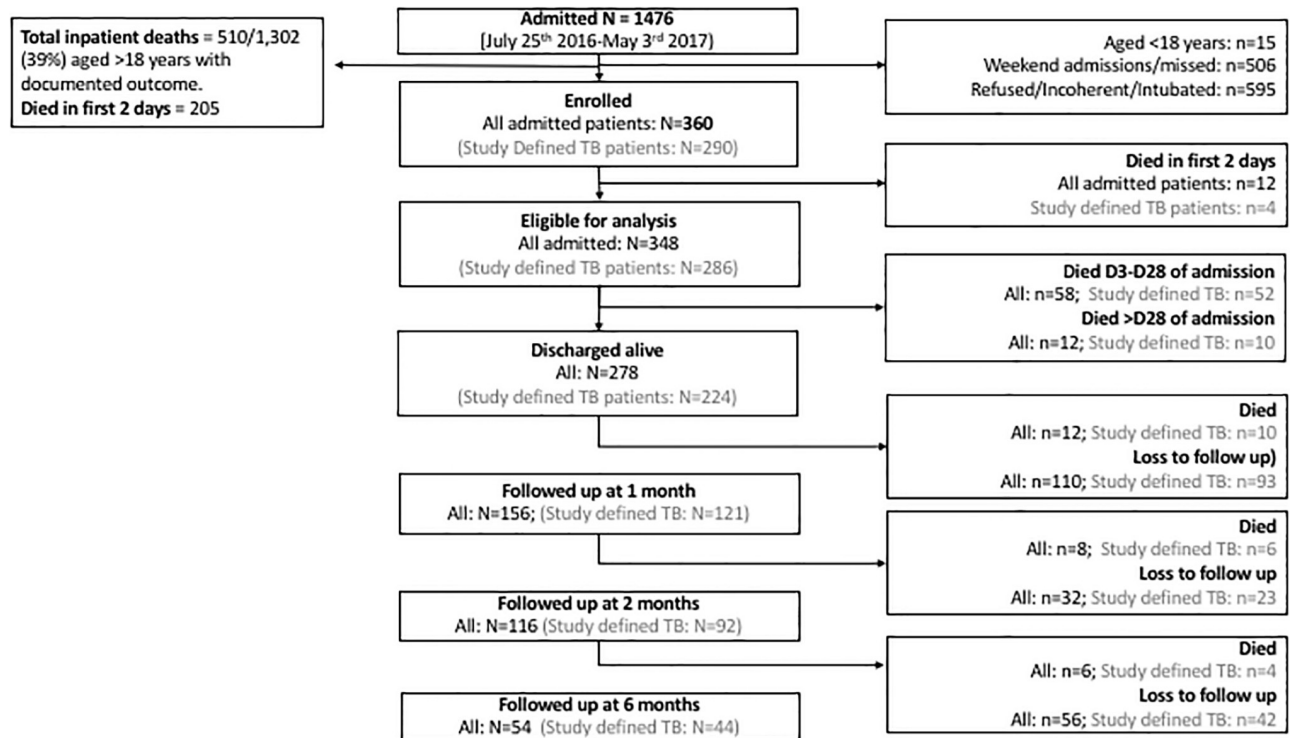 Admitted N = 1476
(July 25th 2016-May 3rd 2017)
Total inpatient deaths = 510/1,302
(39%) aged >18 years with
documented outcome.
Died in first 2 days = 205
Aged <18 years: n=15
Weekend admissions/missed: n=506
Refused/Incoherent/Intubated: n=595
Enrolled
All admitted patients: N=360
(Study Defined TB patients: N=290)
Died in first 2 days
All admitted patients: n=12
Study defined TB patients: n=4
Eligible for analysis
All admitted: N=348
(Study defined TB patients: N=286)
Died D3-D28 of admission
All: n=58; Study defined TB: n=52
Died >D28 of admission
All: n=12; Study defined TB: n=10
Discharged alive
All: N=278
(Study defined TB patients: N=224)
Died
All: n=12; Study defined TB: n=10
Loss to follow up)
All: n=110; Study defined TB: n=93
Followed up at 1 month
All: N=156; (Study defined TB: N=121)
Died
All: n=8; Study defined TB: n=6
Loss to follow up
All: n=32; Study defined TB: n=23
Followed up at 2 months
All: N=116 (Study defined TB: N=92)
Died
All: n=6; Study defined TB: n=4
Loss to follow up
All: n=56; Study defined TB: n=42
Followed up at 6 months
All: N=54 (Study defined TB: N=44)